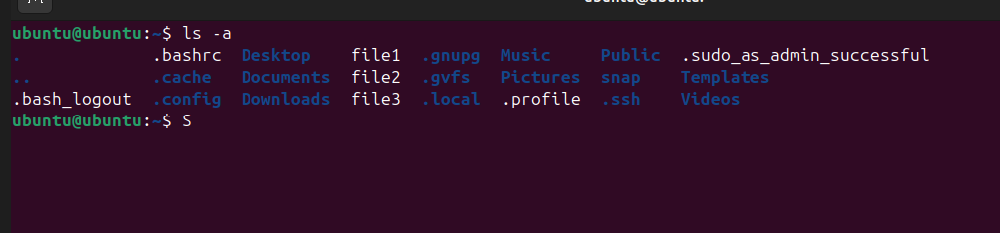 ubuntu@ubuntu:~$ ls -a
. .bashrc Desktop file1 .gnupg Music Public .sudo_as_admin_successful
.. .cache Documents file2 .gvfs Pictures snap Templates
.bash_logout .config Downloads file3 .local .profile .ssh Videos
ubuntu@ubuntu:~$ S